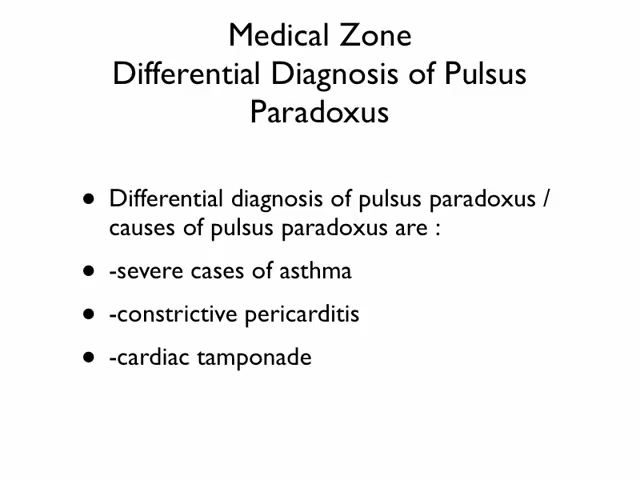 Medical Zone
Differential Diagnosis of Pulsus
Paradoxus
• Differential diagnosis of pulsus paradoxus /
causes of pulsus paradoxus are :
• -severe cases of asthma
• -constrictive pericarditis
• -cardiac tamponade